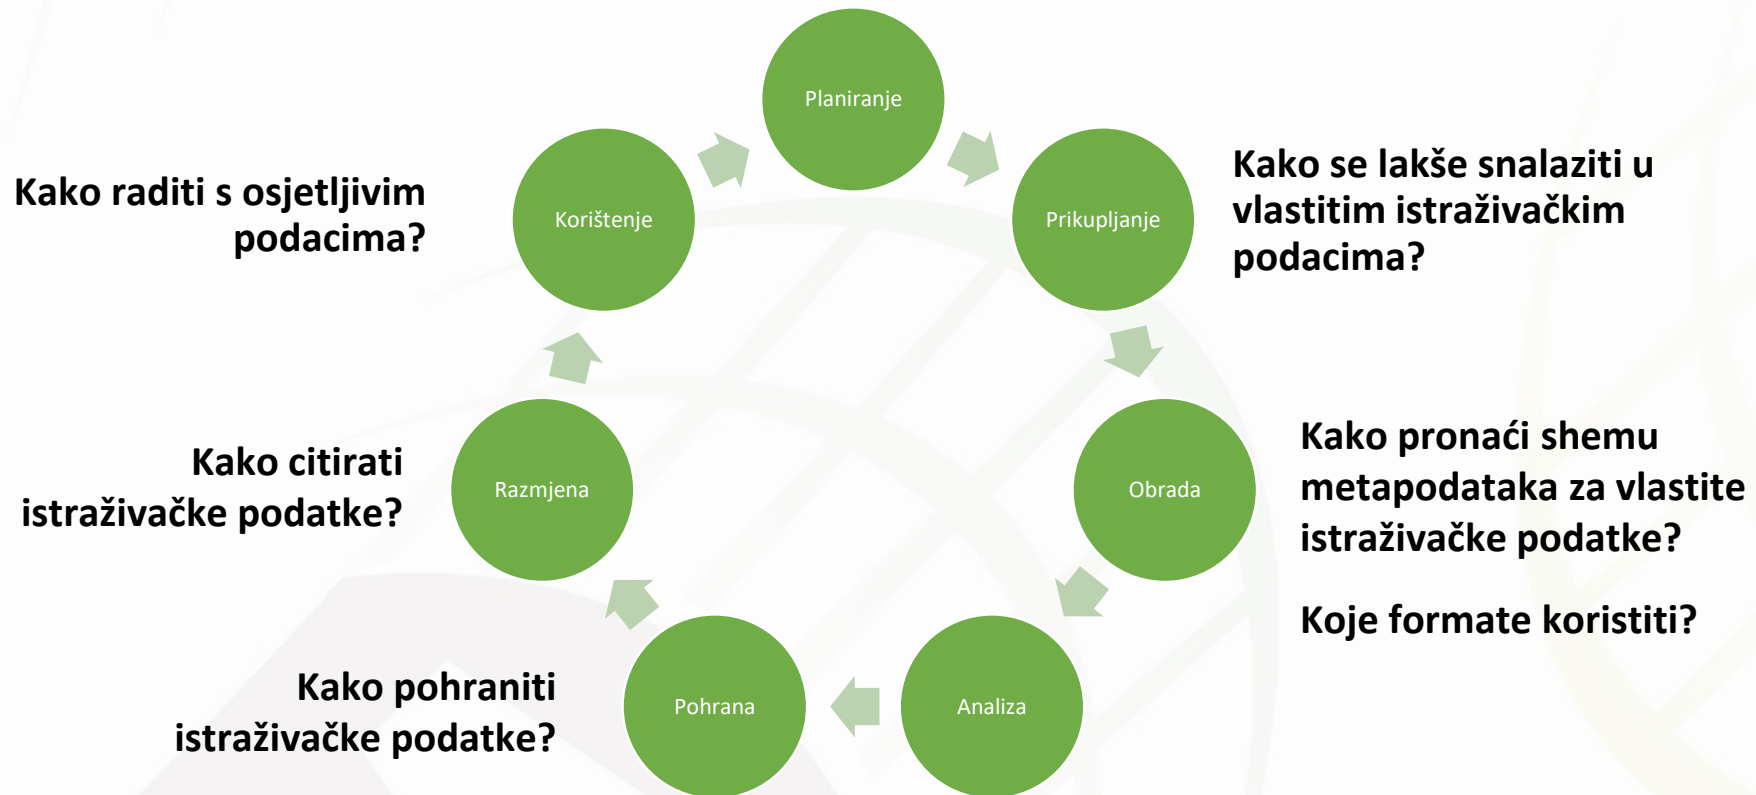 Planiranje
Prikupljanje
Kako se lakše snalaziti u
vlastitim istraživačkim
podacima?
Obrada
Kako pronaći shemu
metapodataka za vlastite
istraživačke podatke?
Koje formate koristiti?
Analiza
Pohrana
Kako pohraniti
istraživačke podatke?
Razmjena
Kako citirati
istraživačke podatke?
Korištenje
Kako raditi s osjetljivim
podacima?